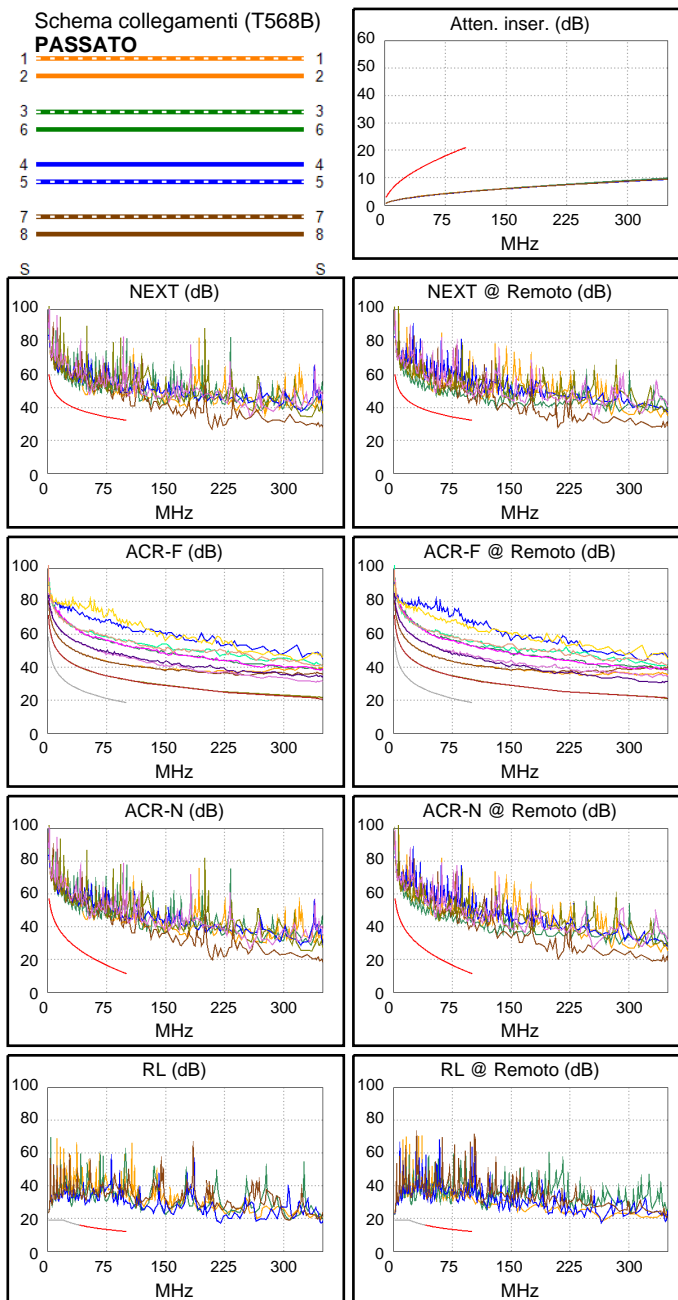 Schema collegamenti (T568B)
PASSATO
1 1
2 2
3 3
6 6
4 4
5 5
7 7
8 8
S S
Atten. inser. (dB)
60
50
40
30
20
10
0
0 75 150 225 300
MHz
NEXT (dB)
100
80
60
40
20
0
0 75 150 225 300
MHz
NEXT @ Remoto (dB)
100
80
60
40
20
0
0 75 150 225 300
MHz
ACR-F (dB)
100
80
60
40
20
0
0 75 150 225 300
MHz
ACR-F @ Remoto (dB)
100
80
60
40
20
0
0 75 150 225 300
MHz
ACR-N (dB)
100
80
60
40
20
0
0 75 150 225 300
MHz
ACR-N @ Remoto (dB)
100
80
60
40
20
0
0 75 150 225 300
MHz
RL (dB)
100
80
60
40
20
0
0 75 150 225 300
MHz
RL @ Remoto (dB)
100
80
60
40
20
0
0 75 150 225 300
MHz